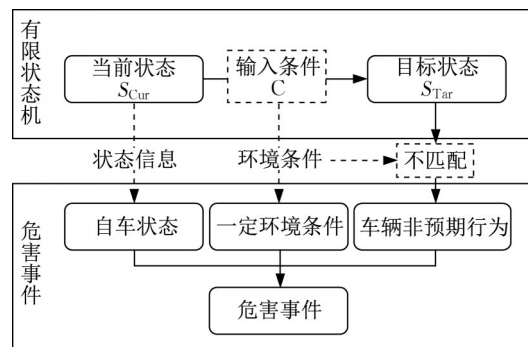 有限状态机
当前状态
S_Cur
输入条件
C
目标状态
S_Tar
状态信息
环境条件
不匹配
危害事件
自车状态
一定环境条件
车辆非预期行为
危害事件